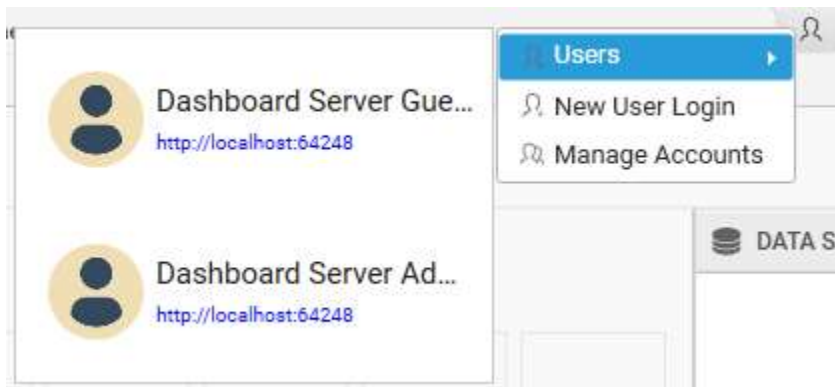 Dashboard Server Gue...
http://localhost:64248
Dashboard Server Ad...
http://localhost:64248
Users
New User Login
Manage Accounts
DATA S